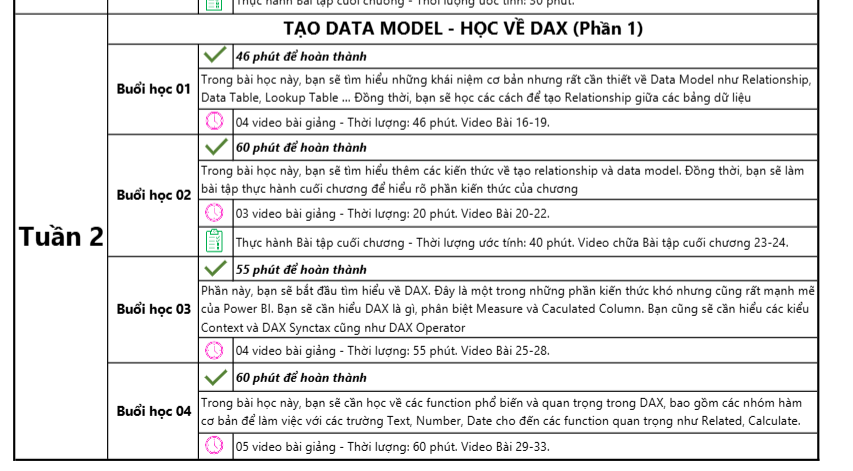 Thực hành Bài tập cuối chương - Thời lượng ước tính: 30 phút.
TẠO DATA MODEL - HỌC VỀ DAX (Phần 1)
Tuần 2
Buổi học 01
46 phút để hoàn thành
Trong bài học này, bạn sẽ tìm hiểu những khái niệm cơ bản nhưng rất cần thiết về Data Model như Relationship,
Data Table, Lookup Table ... Đồng thời, bạn sẽ học các cách để tạo Relationship giữa các bảng dữ liệu
04 video bài giảng - Thời lượng: 46 phút. Video Bài 16-19.
Buổi học 02
60 phút để hoàn thành
Trong bài học này, bạn sẽ tìm hiểu thêm các kiến thức về tạo relationship và data model. Đồng thời, bạn sẽ làm
bài tập thực hành cuối chương để hiểu rõ phần kiến thức của chương
03 video bài giảng - Thời lượng: 20 phút. Video Bài 20-22.
Thực hành Bài tập cuối chương - Thời lượng ước tính: 40 phút. Video chữa Bài tập cuối chương 23-24.
Buổi học 03
55 phút để hoàn thành
Phần này, bạn sẽ bắt đầu tìm hiểu về DAX. Đây là một trong những phần kiến thức khó nhưng cũng rất mạnh mẽ
của Power BI. Bạn sẽ cần hiểu DAX là gì, phân biệt Measure và Caculated Column. Bạn cũng sẽ cần hiểu các kiểu
Context và DAX Synctax cũng như DAX Operator
04 video bài giảng - Thời lượng: 55 phút. Video Bài 25-28.
Buổi học 04
60 phút để hoàn thành
Trong bài học này, bạn sẽ cần học về các function phổ biến và quan trọng trong DAX, bao gồm các nhóm hàm
cơ bản để làm việc với các trường Text, Number, Date cho đến các function quan trọng như Related, Calculate.
05 video bài giảng - Thời lượng: 60 phút. Video Bài 29-33.